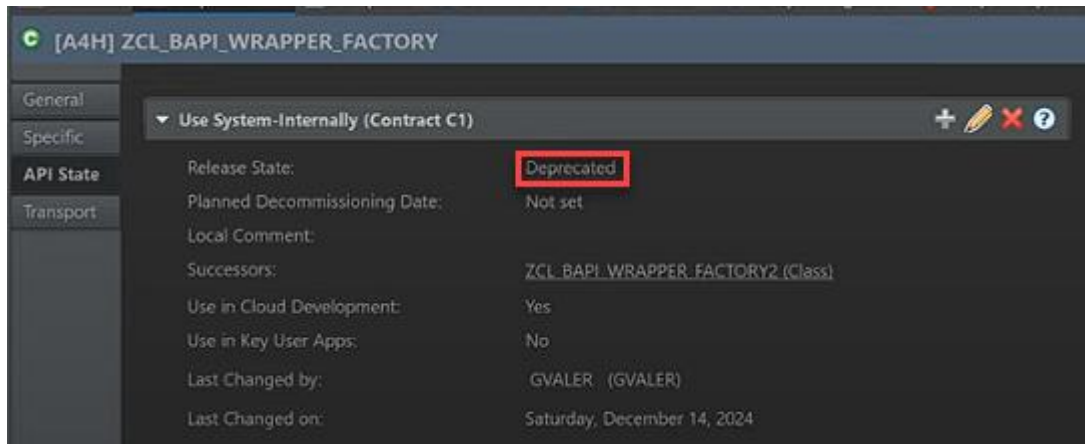 [A4H] ZCL_BAPI_WRAPPER_FACTORY
General
Specific
API State
Transport
Use System-Internally (Contract C1)
Release State: Deprecated
Planned Decommissioning Date: Not set
Local Comment:
Successors: ZCL_BAPI_WRAPPER_FACTORY2 (Class)
Use in Cloud Development: Yes
Use in Key User Apps: No
Last Changed by: GVALER (GVALER)
Last Changed on: Saturday, December 14, 2024